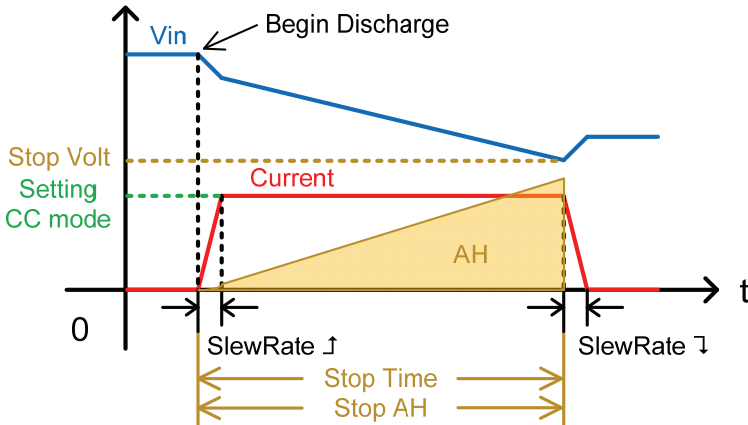 Begin Discharge
Vin
Stop Volt
Setting
CC mode
Current
AH
t
0
SlewRate
SlewRate
Stop Time
Stop AH